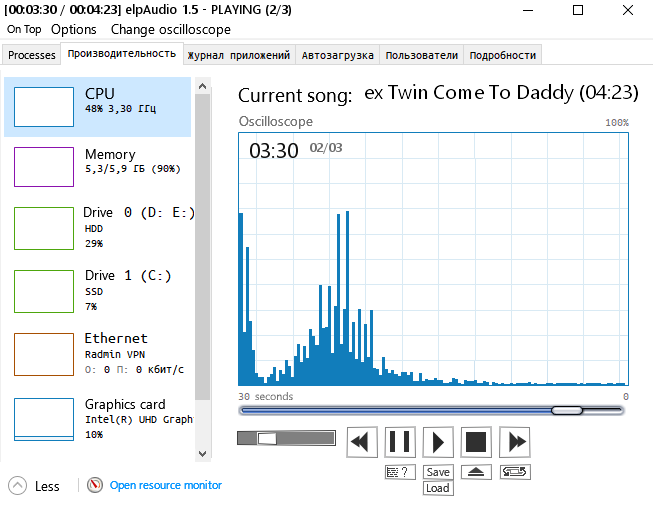 [00:03:30 / 00:04:23] elpAudio 1.5 - PLAYING (2/3)
On Top Options Change oscilloscope
Processes Производительность Журнал приложений Автозагрузка Пользователи Подробности
CPU
48% 3,30 ГГц
Memory
5,3/5,9 ГБ (90%)
Drive 0 (D: E:)
HDD
29%
Drive 1 (C:)
SSD
7%
Ethernet
Radmin VPN
О: 0 П: 0 кбит/с
Graphics card
Intel(R) UHD Graph
10%
Current song: ex Twin Come To Daddy (04:23)
Oscilloscope 100%
03:30 02/03
30 seconds 0
? Save
Load
Less Open resource monitor